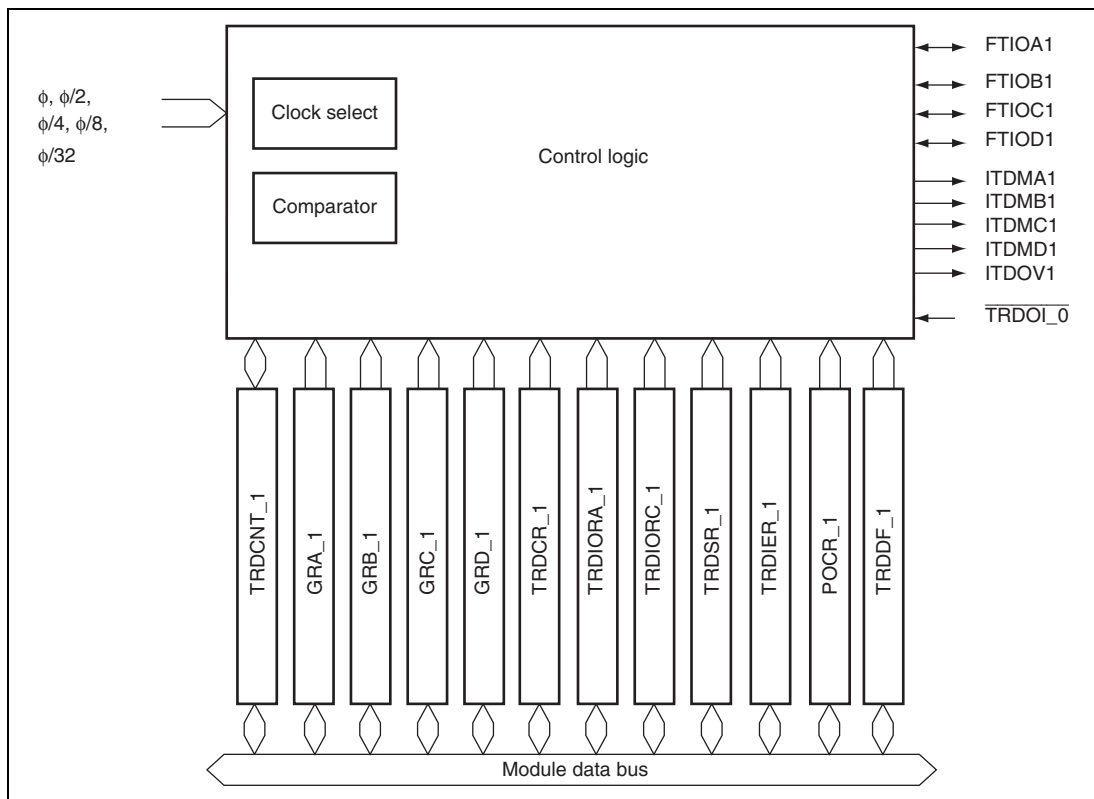 ϕ, ϕ/2,
ϕ/4, ϕ/8,
ϕ/32
Clock select
Comparator
Control logic
FTIOA1
FTIOB1
FTIOC1
FTIOD1
ITDMA1
ITDMB1
ITDMC1
ITDMD1
ITDOV1
TRDOI_0
TRDCNT_1
GRA_1
GRB_1
GRC_1
GRD_1
TRDCR_1
TRDIORA_1
TRDIORC_1
TRDSR_1
TRDIER_1
POCR_1
TRDDF_1
Module data bus